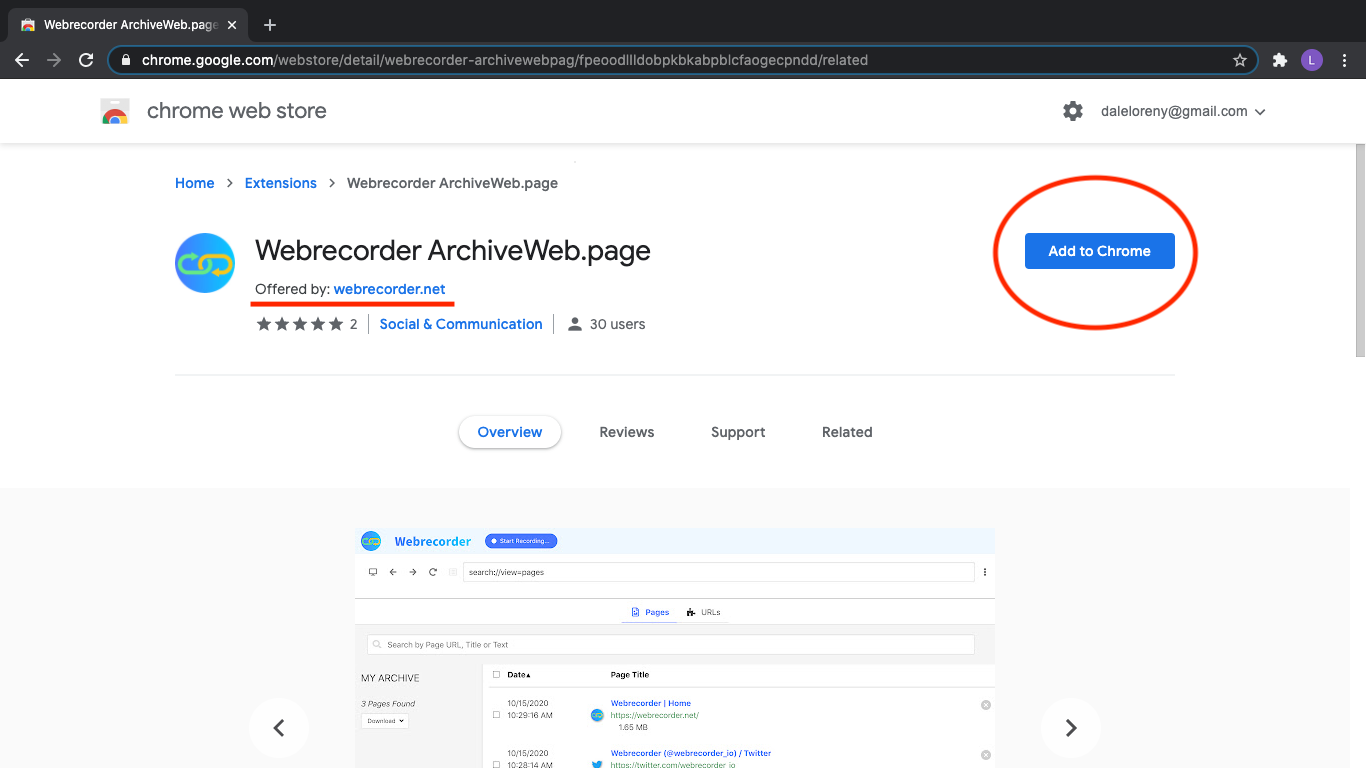 Webrecorder ArchiveWeb.page
chrome.google.com/webstore/detail/webrecorder-archivewebpag/fpeoodllldobpkbkabpblcfaogecpndd/related
L
chrome web store
daleloreny@gmail.com
Home > Extensions > Webrecorder ArchiveWeb.page
Webrecorder ArchiveWeb.page
Add to Chrome
Offered by: webrecorder.net
2 Social & Communication 30 users
Overview Reviews Support Related
Webrecorder Start Recording...
search://view=pages
Pages URLs
Search by Page URL, Title or Text
MY ARCHIVE
3 Pages Found
Download
Date Page Title
10/15/2020 Webrecorder | Home
10:29:16 AM https://webrecorder.net/
1.65 MB
10/15/2020 Webrecorder (@webrecorder_io) / Twitter
10:28:14 AM https://twitter.com/webrecorder_io